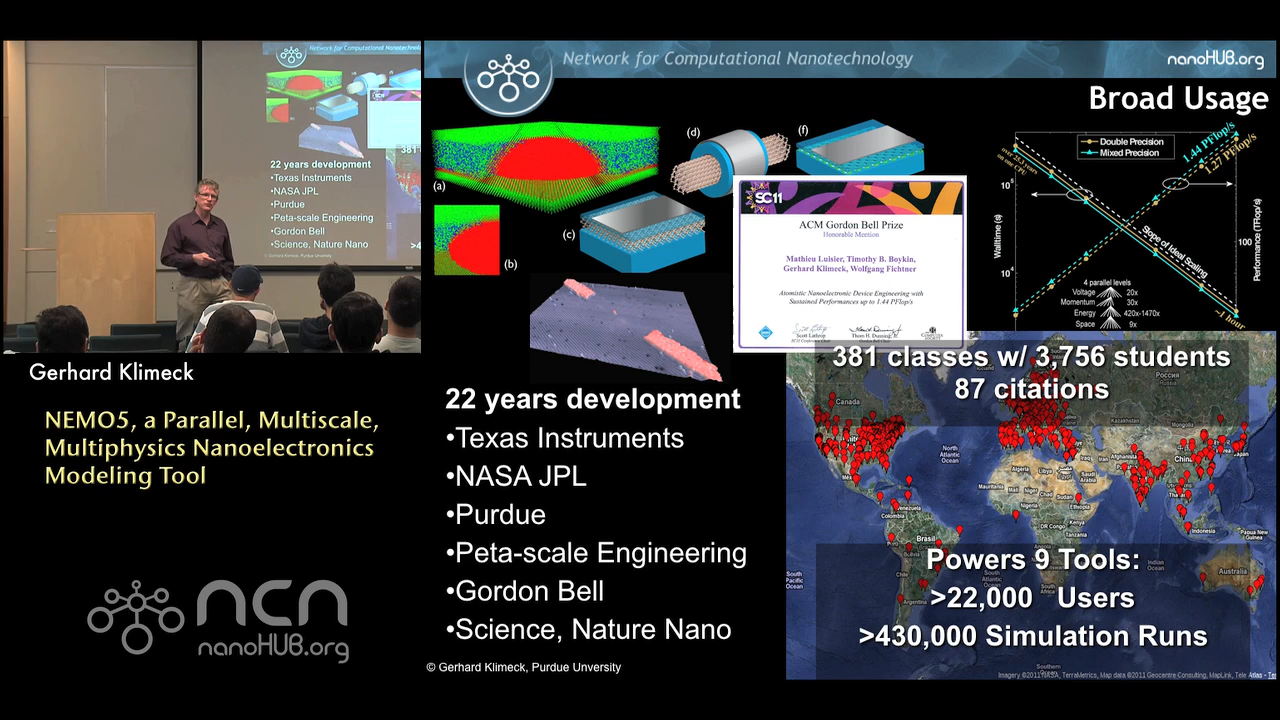 Network for Computational Nanotechnology
nanoHUB.org
Broad Usage
22 years development
•Texas Instruments
•NASA JPL
•Purdue
•Peta-scale Engineering
•Gordon Bell
•Science, Nature Nano
Gerhard Klimeck
NEMO5, a Parallel, Multiscale,
Multiphysics Nanoelectronics
Modeling Tool
ncn
nanoHUB.org
(a)
(b)
(c)
(d)
(f)
SC11
ACM Gordon Bell Prize
Honorable Mention
Mathieu Luisier, Timothy B. Boykin,
Gerhard Klimeck, Wolfgang Fichtner
Atomistic Nanoelectronic Device Engineering with
Sustained Performances up to 1.44 PFlop/s
Double Precision
Mixed Precision
1.44 PFlop/s
1.27 PFlop/s
Walltime (s)
Performance (TFlop/s)
100
Slope of Ideal Scaling
~1 hour
4 parallel levels
Voltage 20x
Momentum 30x
Energy 420x-1470x
Space 9x
381 classes w/ 3,756 students
87 citations
Powers 9 Tools:
>22,000 Users
>430,000 Simulation Runs
22 years development
•Texas Instruments
•NASA JPL
•Purdue
•Peta-scale Engineering
•Gordon Bell
•Science, Nature Nano
© Gerhard Klimeck, Purdue Unversity